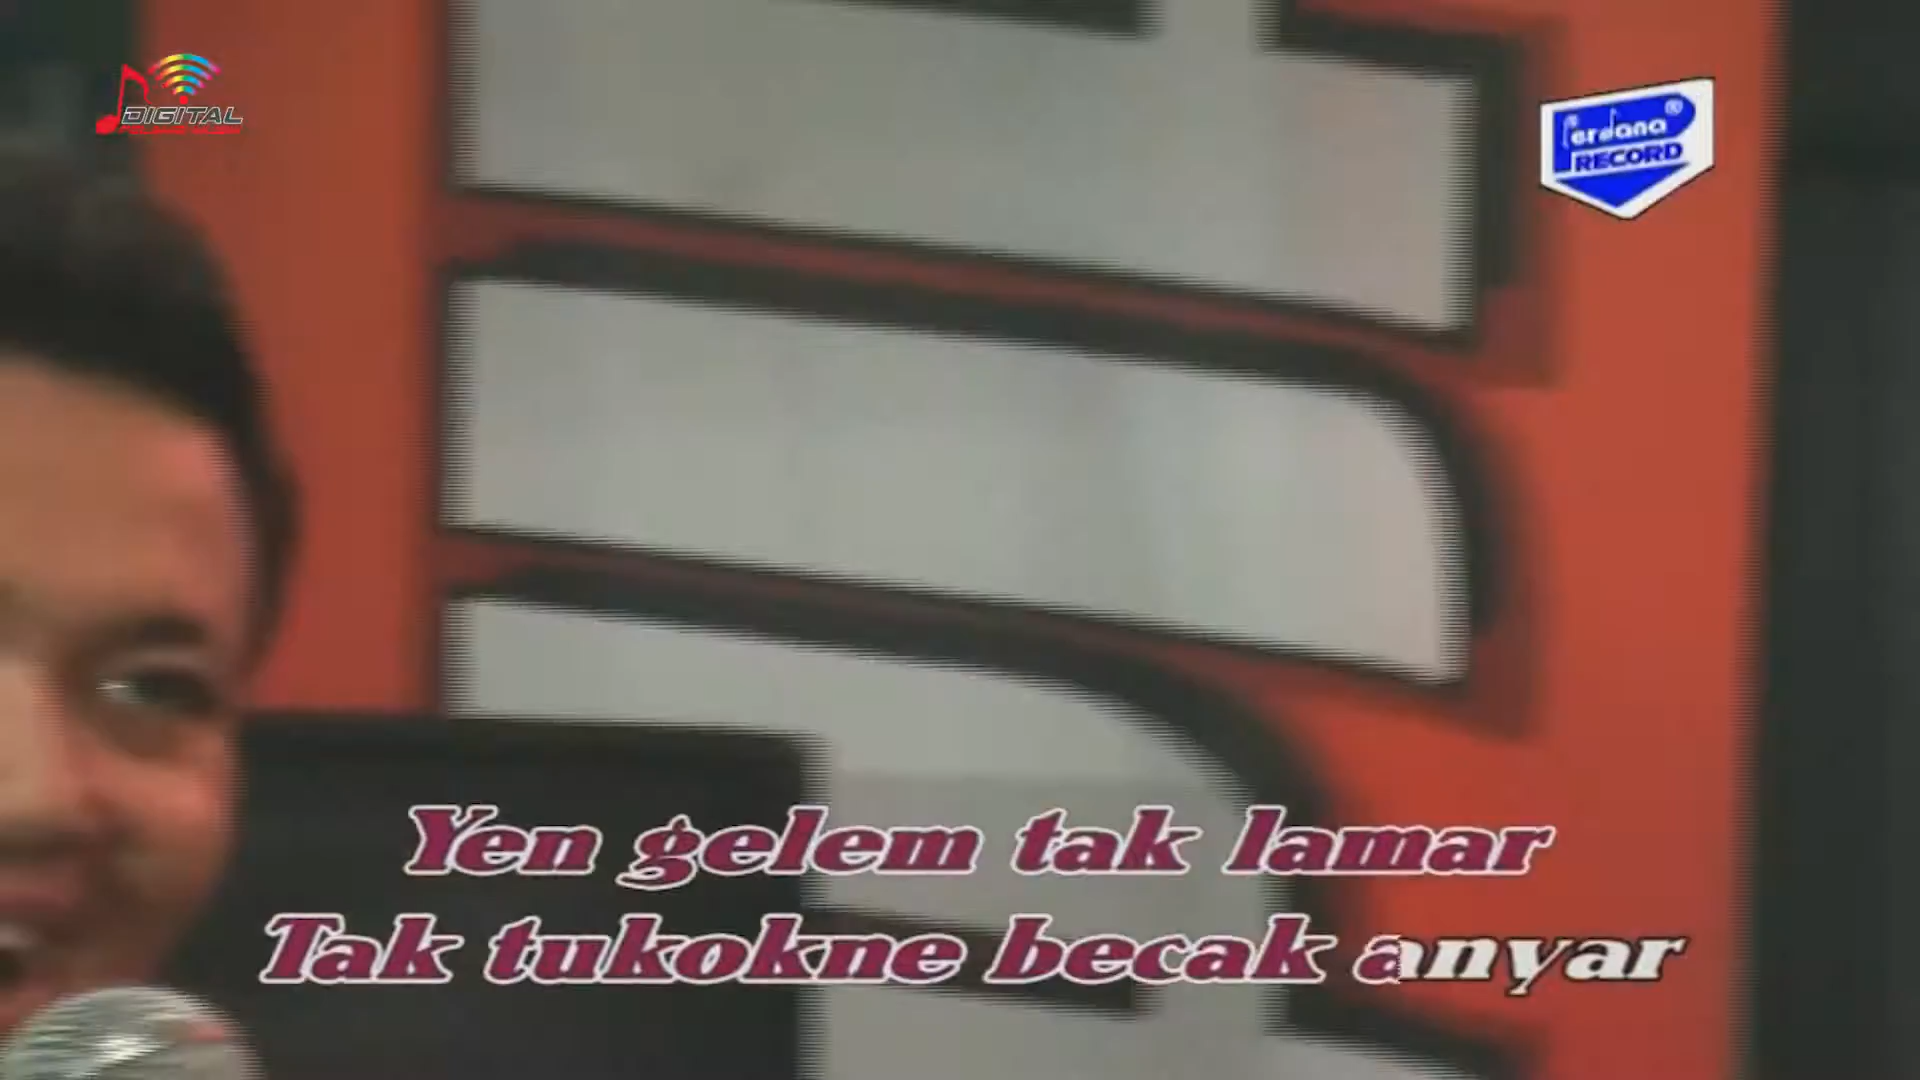 DIGITAL
Perdana ®
RECORD
Yen gelem tak lamar
Tak tukokne becak anyar